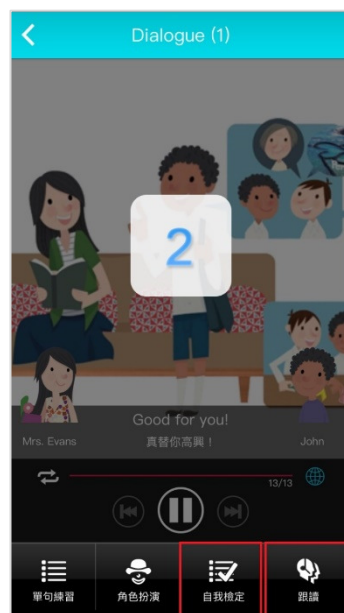 Dialogue (1)
2
Good for you!
Mrs. Evans
真替你高興！
John
13/13
單句練習
角色扮演
自我檢定
跟讀